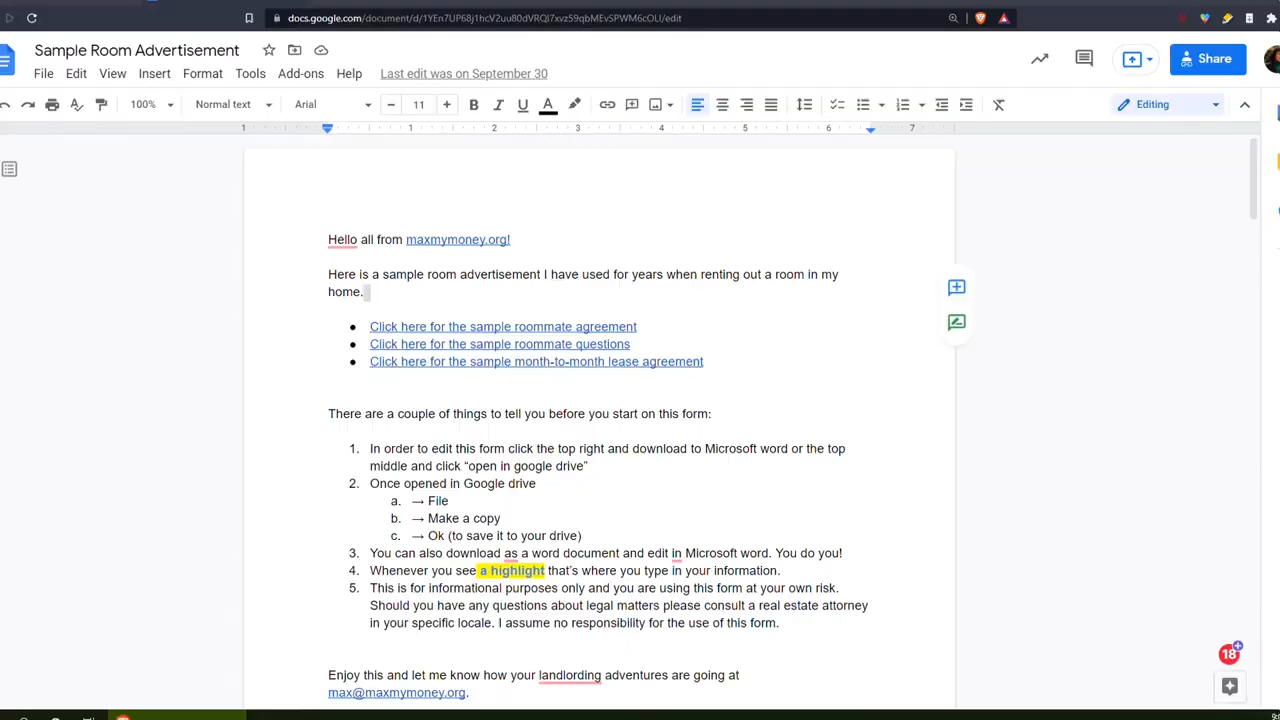 docs.google.com/document/d/1YEn7UP68j1hcV2uu80dVRQI7xvz59qbMEvSPWM6cOLI/edit
Sample Room Advertisement
File Edit View Insert Format Tools Add-ons Help Last edit was on September 30
Share
100% Normal text Arial 11 B I U A Editing
1 1 2 3 4 5 6 7
Hello all from maxmymoney.org!
Here is a sample room advertisement I have used for years when renting out a room in my
home.
● Click here for the sample roommate agreement
● Click here for the sample roommate questions
● Click here for the sample month-to-month lease agreement
There are a couple of things to tell you before you start on this form:
1. In order to edit this form click the top right and download to Microsoft word or the top
middle and click “open in google drive”
2. Once opened in Google drive
a. → File
b. → Make a copy
c. → Ok (to save it to your drive)
3. You can also download as a word document and edit in Microsoft word. You do you!
4. Whenever you see a highlight that’s where you type in your information.
5. This is for informational purposes only and you are using this form at your own risk.
Should you have any questions about legal matters please consult a real estate attorney
in your specific locale. I assume no responsibility for the use of this form.
18
Enjoy this and let me know how your landlording adventures are going at
max@maxmymoney.org.